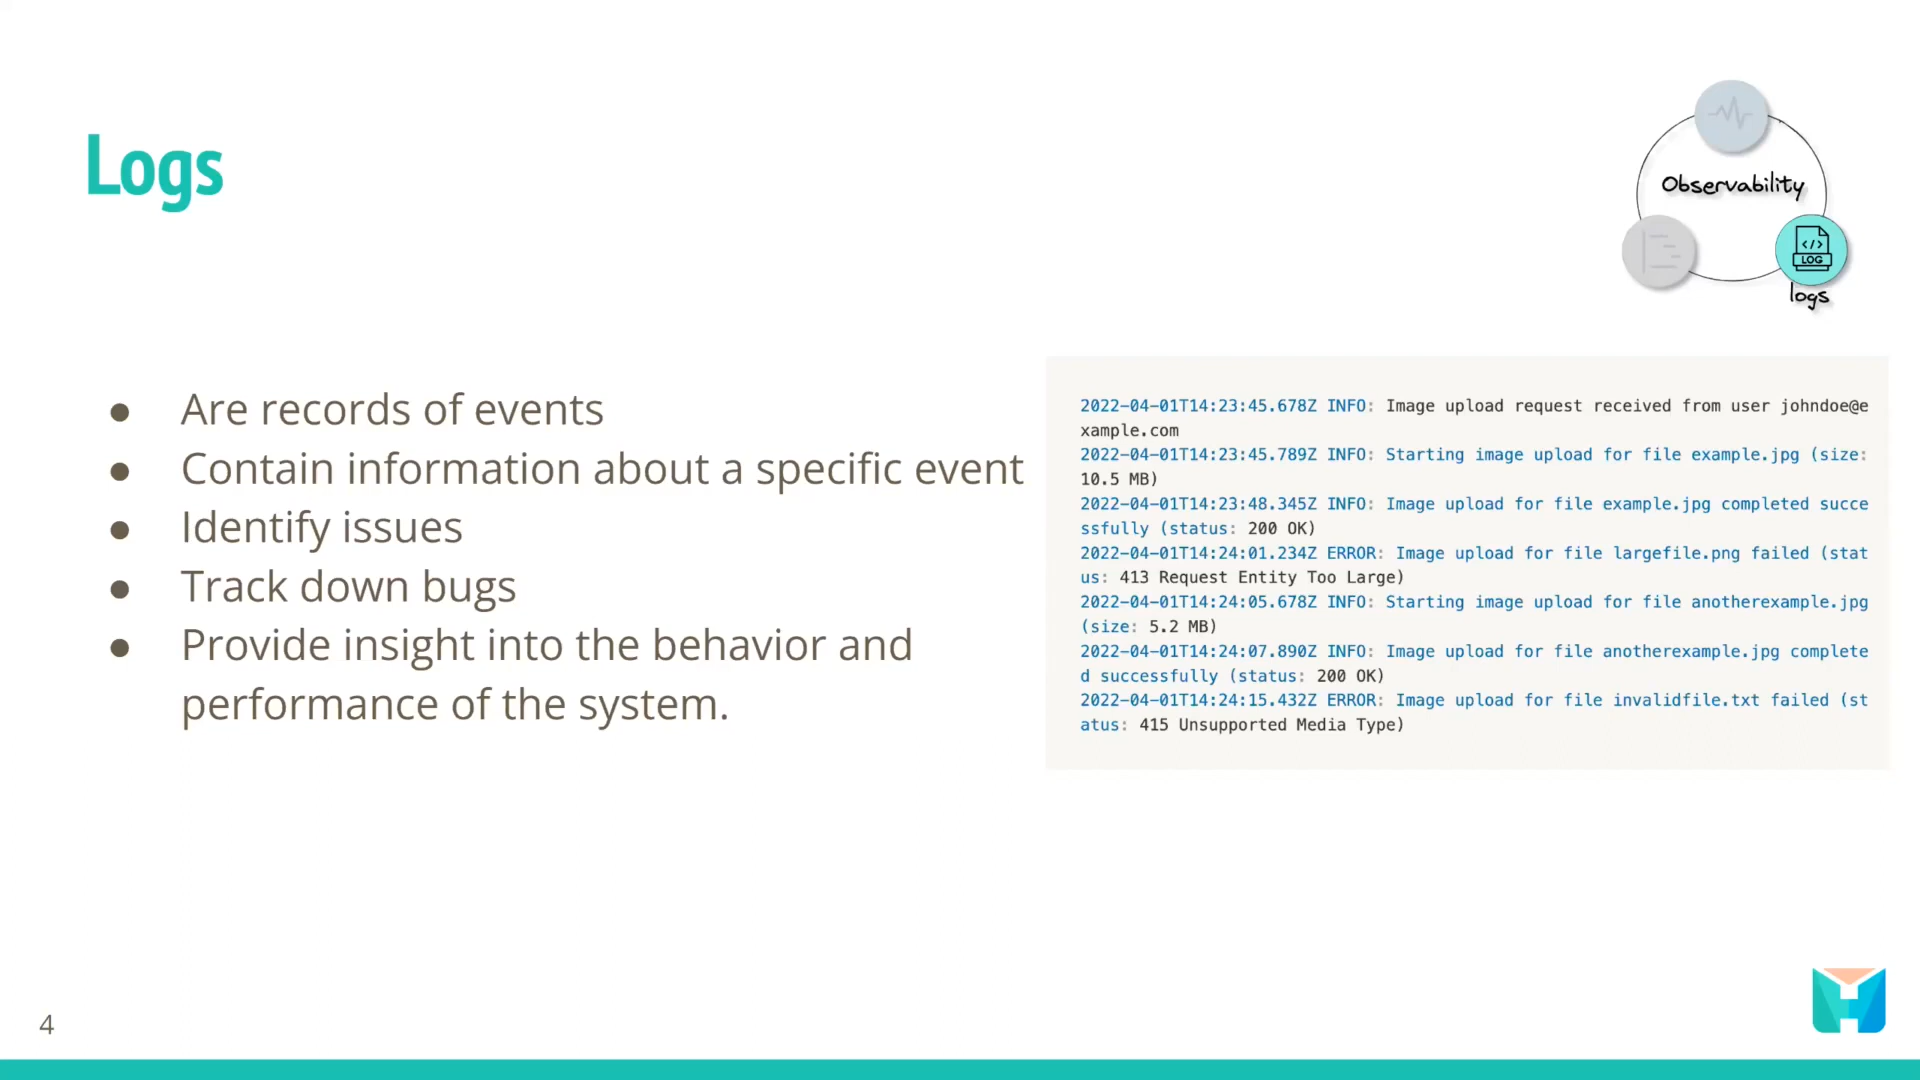 Logs
Observability
LOG
logs
● Are records of events
● Contain information about a specific event
● Identify issues
● Track down bugs
● Provide insight into the behavior and
performance of the system.
2022-04-01T14:23:45.678Z INFO: Image upload request received from user johndoe@e
xample.com
2022-04-01T14:23:45.789Z INFO: Starting image upload for file example.jpg (size:
10.5 MB)
2022-04-01T14:23:48.345Z INFO: Image upload for file example.jpg completed succe
ssfully (status: 200 OK)
2022-04-01T14:24:01.234Z ERROR: Image upload for file largefile.png failed (stat
us: 413 Request Entity Too Large)
2022-04-01T14:24:05.678Z INFO: Starting image upload for file anotherexample.jpg
(size: 5.2 MB)
2022-04-01T14:24:07.890Z INFO: Image upload for file anotherexample.jpg complete
d successfully (status: 200 OK)
2022-04-01T14:24:15.432Z ERROR: Image upload for file invalidfile.txt failed (st
atus: 415 Unsupported Media Type)
4